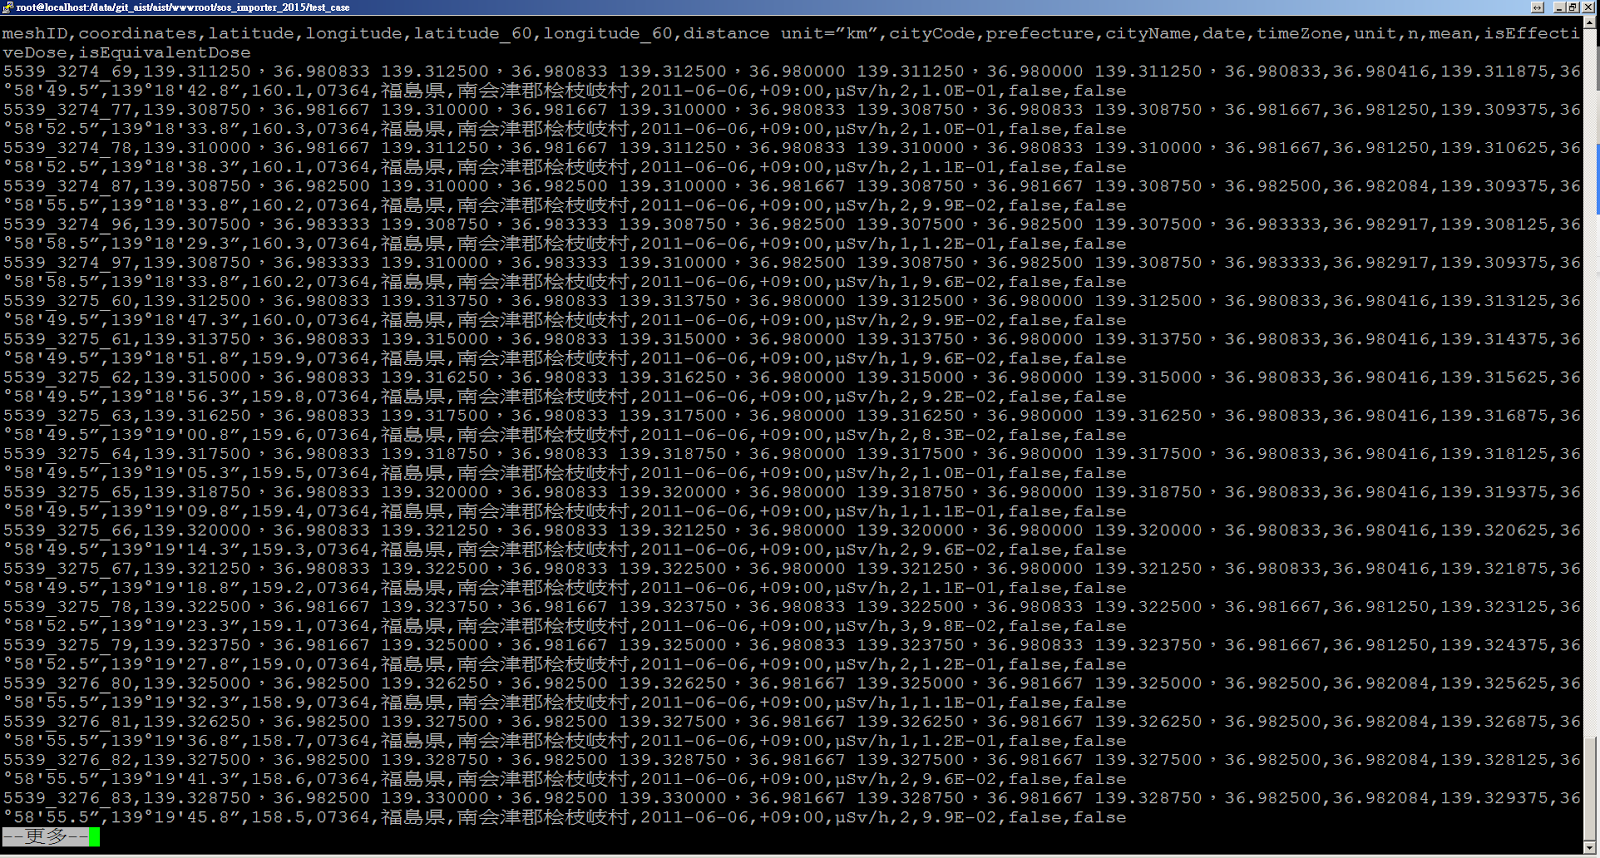 root@localhost:/data/git_aist/aist/wwwroot/sos_importer_2015/test_case
meshID,coordinates,latitude,longitude,latitude_60,longitude_60,distance unit=”km”,cityCode,prefecture,cityName,date,timeZone,unit,n,mean,isEffecti
veDose,isEquivalentDose
5539_3274_69,139.311250，36.980833 139.312500，36.980833 139.312500，36.980000 139.311250，36.980000 139.311250，36.980833,36.980416,139.311875,36
°58'49.5”,139°18'42.8”,160.1,07364,福島県,南会津郡桧枝岐村,2011-06-06,+09:00,μSv/h,2,1.0E-01,false,false
5539_3274_77,139.308750，36.981667 139.310000，36.981667 139.310000，36.980833 139.308750，36.980833 139.308750，36.981667,36.981250,139.309375,36
°58'52.5”,139°18'33.8”,160.3,07364,福島県,南会津郡桧枝岐村,2011-06-06,+09:00,μSv/h,2,1.0E-01,false,false
5539_3274_78,139.310000，36.981667 139.311250，36.981667 139.311250，36.980833 139.310000，36.980833 139.310000，36.981667,36.981250,139.310625,36
°58'52.5”,139°18'38.3”,160.1,07364,福島県,南会津郡桧枝岐村,2011-06-06,+09:00,μSv/h,2,1.1E-01,false,false
5539_3274_87,139.308750，36.982500 139.310000，36.982500 139.310000，36.981667 139.308750，36.981667 139.308750，36.982500,36.982084,139.309375,36
°58'55.5”,139°18'33.8”,160.2,07364,福島県,南会津郡桧枝岐村,2011-06-06,+09:00,μSv/h,2,9.9E-02,false,false
5539_3274_96,139.307500，36.983333 139.308750，36.983333 139.308750，36.982500 139.307500，36.982500 139.307500，36.983333,36.982917,139.308125,36
°58'58.5”,139°18'29.3”,160.3,07364,福島県,南会津郡桧枝岐村,2011-06-06,+09:00,μSv/h,1,1.2E-01,false,false
5539_3274_97,139.308750，36.983333 139.310000，36.983333 139.310000，36.982500 139.308750，36.982500 139.308750，36.983333,36.982917,139.309375,36
°58'58.5”,139°18'33.8”,160.2,07364,福島県,南会津郡桧枝岐村,2011-06-06,+09:00,μSv/h,1,9.6E-02,false,false
5539_3275_60,139.312500，36.980833 139.313750，36.980833 139.313750，36.980000 139.312500，36.980000 139.312500，36.980833,36.980416,139.313125,36
°58'49.5”,139°18'47.3”,160.0,07364,福島県,南会津郡桧枝岐村,2011-06-06,+09:00,μSv/h,2,9.9E-02,false,false
5539_3275_61,139.313750，36.980833 139.315000，36.980833 139.315000，36.980000 139.313750，36.980000 139.313750，36.980833,36.980416,139.314375,36
°58'49.5”,139°18'51.8”,159.9,07364,福島県,南会津郡桧枝岐村,2011-06-06,+09:00,μSv/h,1,9.6E-02,false,false
5539_3275_62,139.315000，36.980833 139.316250，36.980833 139.316250，36.980000 139.315000，36.980000 139.315000，36.980833,36.980416,139.315625,36
°58'49.5”,139°18'56.3”,159.8,07364,福島県,南会津郡桧枝岐村,2011-06-06,+09:00,μSv/h,2,9.2E-02,false,false
5539_3275_63,139.316250，36.980833 139.317500，36.980833 139.317500，36.980000 139.316250，36.980000 139.316250，36.980833,36.980416,139.316875,36
°58'49.5”,139°19'00.8”,159.6,07364,福島県,南会津郡桧枝岐村,2011-06-06,+09:00,μSv/h,2,8.3E-02,false,false
5539_3275_64,139.317500，36.980833 139.318750，36.980833 139.318750，36.980000 139.317500，36.980000 139.317500，36.980833,36.980416,139.318125,36
°58'49.5”,139°19'05.3”,159.5,07364,福島県,南会津郡桧枝岐村,2011-06-06,+09:00,μSv/h,2,1.0E-01,false,false
5539_3275_65,139.318750，36.980833 139.320000，36.980833 139.320000，36.980000 139.318750，36.980000 139.318750，36.980833,36.980416,139.319375,36
°58'49.5”,139°19'09.8”,159.4,07364,福島県,南会津郡桧枝岐村,2011-06-06,+09:00,μSv/h,1,1.1E-01,false,false
5539_3275_66,139.320000，36.980833 139.321250，36.980833 139.321250，36.980000 139.320000，36.980000 139.320000，36.980833,36.980416,139.320625,36
°58'49.5”,139°19'14.3”,159.3,07364,福島県,南会津郡桧枝岐村,2011-06-06,+09:00,μSv/h,2,9.6E-02,false,false
5539_3275_67,139.321250，36.980833 139.322500，36.980833 139.322500，36.980000 139.321250，36.980000 139.321250，36.980833,36.980416,139.321875,36
°58'49.5”,139°19'18.8”,159.2,07364,福島県,南会津郡桧枝岐村,2011-06-06,+09:00,μSv/h,2,1.1E-01,false,false
5539_3275_78,139.322500，36.981667 139.323750，36.981667 139.323750，36.980833 139.322500，36.980833 139.322500，36.981667,36.981250,139.323125,36
°58'52.5”,139°19'23.3”,159.1,07364,福島県,南会津郡桧枝岐村,2011-06-06,+09:00,μSv/h,3,9.8E-02,false,false
5539_3275_79,139.323750，36.981667 139.325000，36.981667 139.325000，36.980833 139.323750，36.980833 139.323750，36.981667,36.981250,139.324375,36
°58'52.5”,139°19'27.8”,159.0,07364,福島県,南会津郡桧枝岐村,2011-06-06,+09:00,μSv/h,2,1.2E-01,false,false
5539_3276_80,139.325000，36.982500 139.326250，36.982500 139.326250，36.981667 139.325000，36.981667 139.325000，36.982500,36.982084,139.325625,36
°58'55.5”,139°19'32.3”,158.9,07364,福島県,南会津郡桧枝岐村,2011-06-06,+09:00,μSv/h,1,1.1E-01,false,false
5539_3276_81,139.326250，36.982500 139.327500，36.982500 139.327500，36.981667 139.326250，36.981667 139.326250，36.982500,36.982084,139.326875,36
°58'55.5”,139°19'36.8”,158.7,07364,福島県,南会津郡桧枝岐村,2011-06-06,+09:00,μSv/h,1,1.2E-01,false,false
5539_3276_82,139.327500，36.982500 139.328750，36.982500 139.328750，36.981667 139.327500，36.981667 139.327500，36.982500,36.982084,139.328125,36
°58'55.5”,139°19'41.3”,158.6,07364,福島県,南会津郡桧枝岐村,2011-06-06,+09:00,μSv/h,2,9.6E-02,false,false
5539_3276_83,139.328750，36.982500 139.330000，36.982500 139.330000，36.981667 139.328750，36.981667 139.328750，36.982500,36.982084,139.329375,36
°58'55.5”,139°19'45.8”,158.5,07364,福島県,南会津郡桧枝岐村,2011-06-06,+09:00,μSv/h,2,9.9E-02,false,false
--更多--